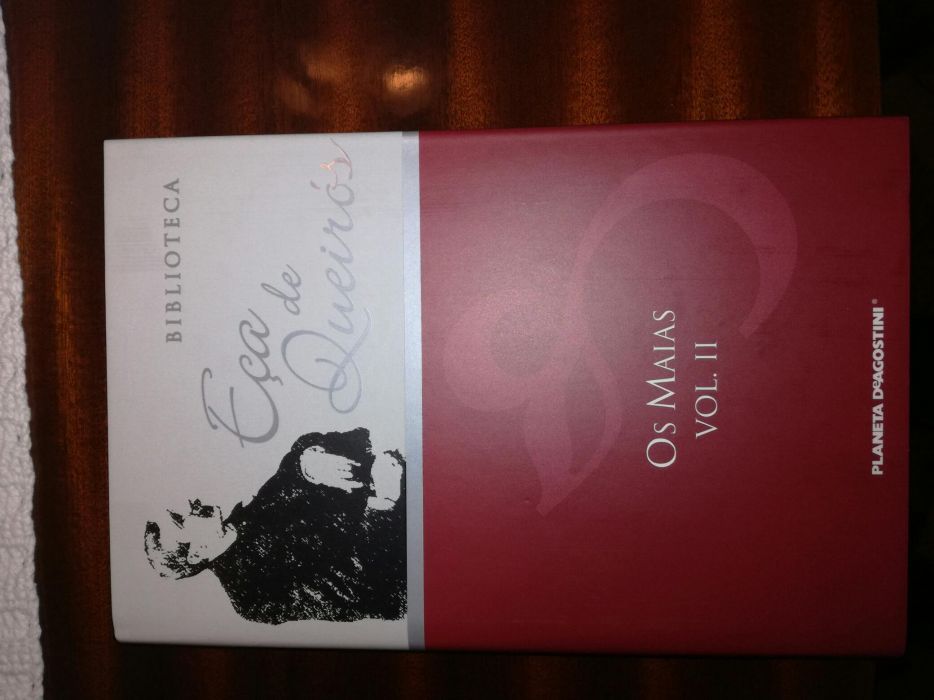 BIBLIOTECA
Eça
de
Queirós
OS MAIAS
VOL. II
PLANETA DeAGOSTINI®